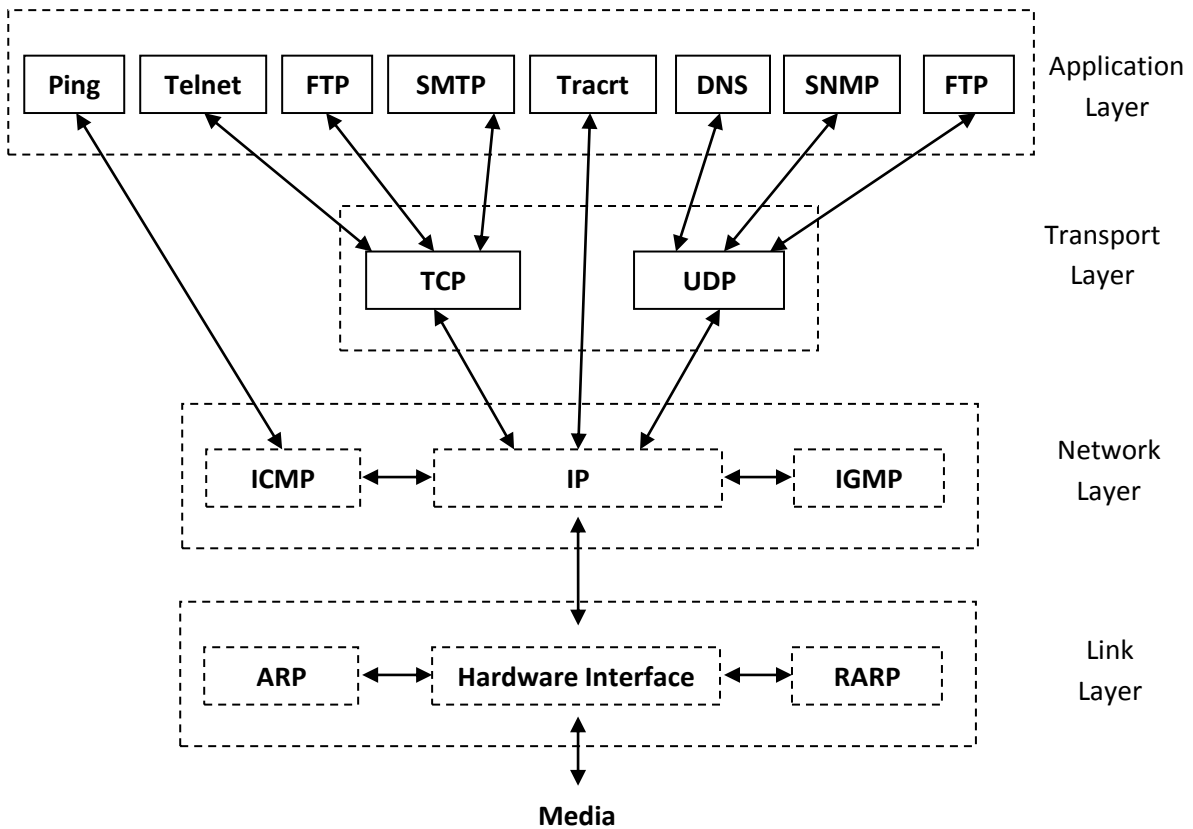 Ping Telnet FTP SMTP Tracrt DNS SNMP FTP
Application
Layer
Transport
Layer
TCP UDP
Network
Layer
ICMP IP IGMP
Link
Layer
ARP Hardware Interface RARP
Media